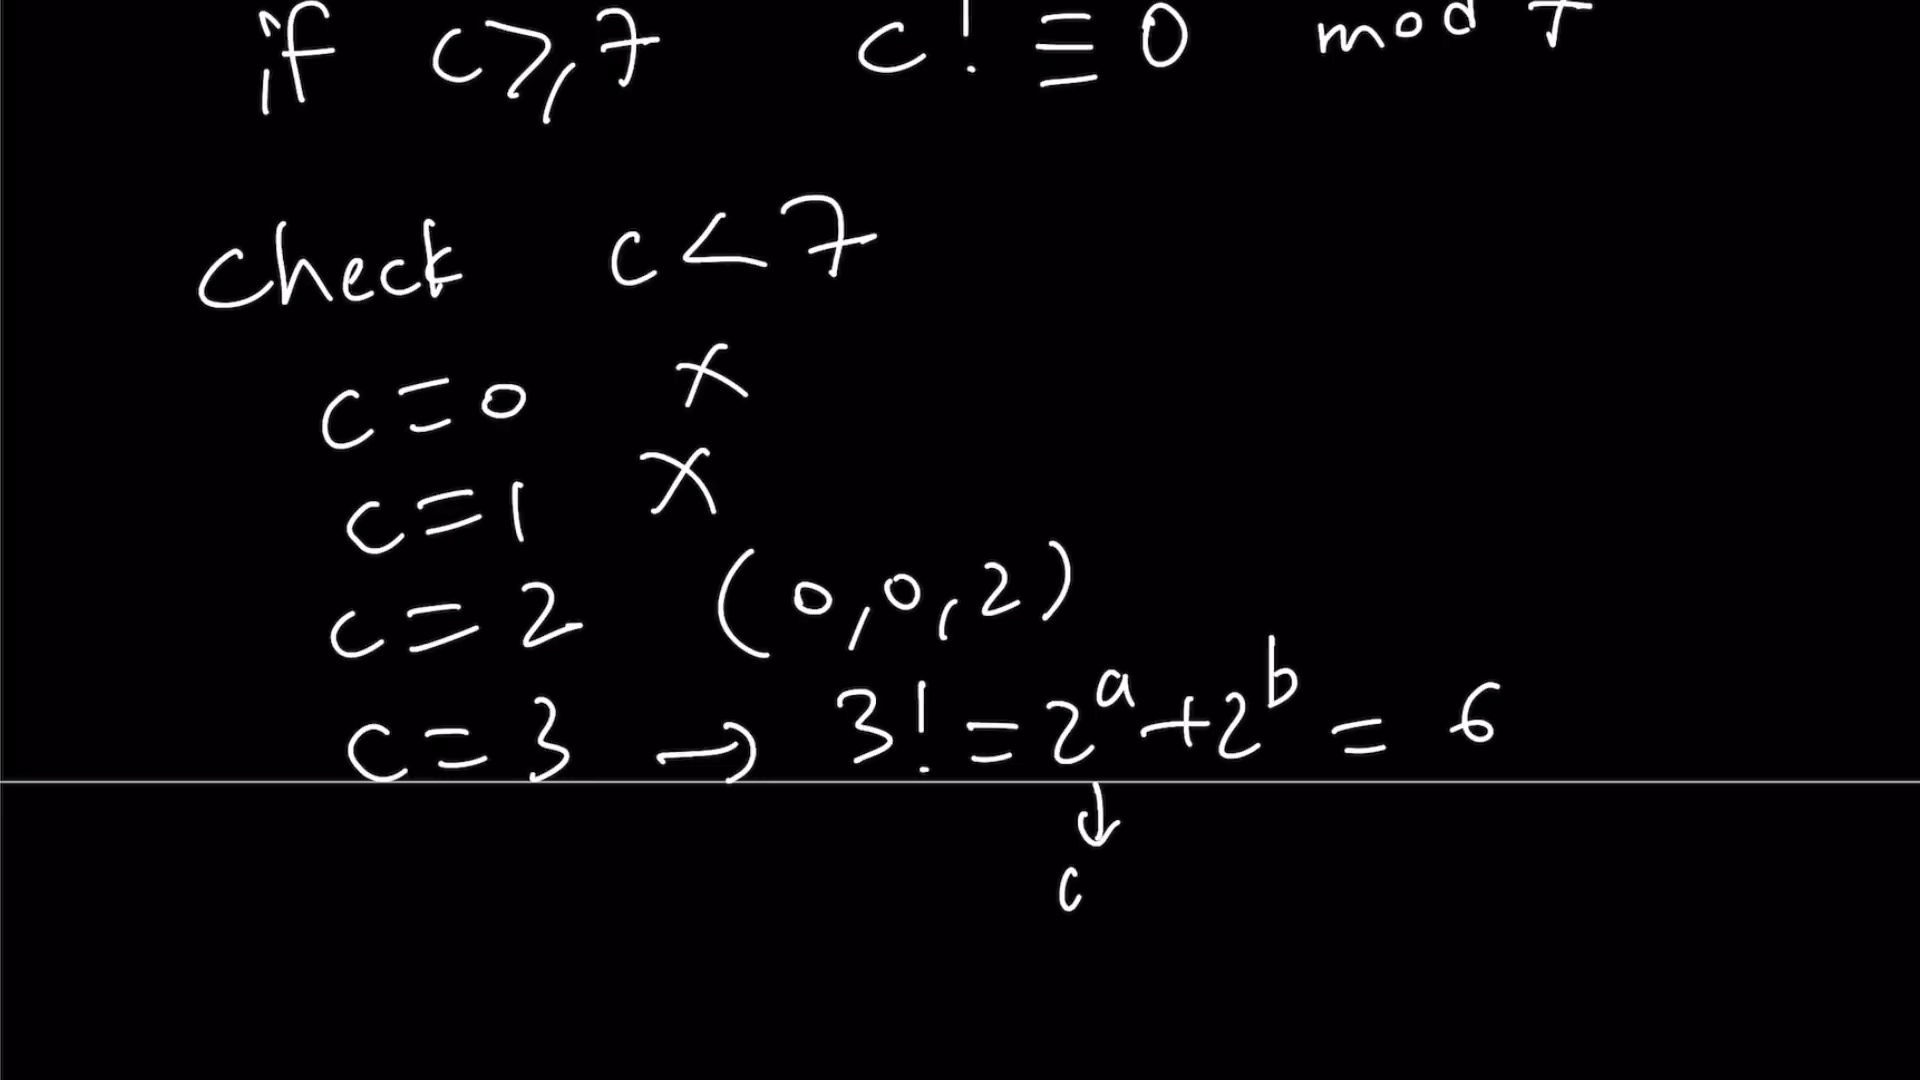 if c ≥ 7 c! ≡ 0 mod 7
Check c < 7
c = 0 X
c = 1 X
c = 2 (0,0,2)
c = 3 → 3! = 2^a + 2^b = 6
↓
c